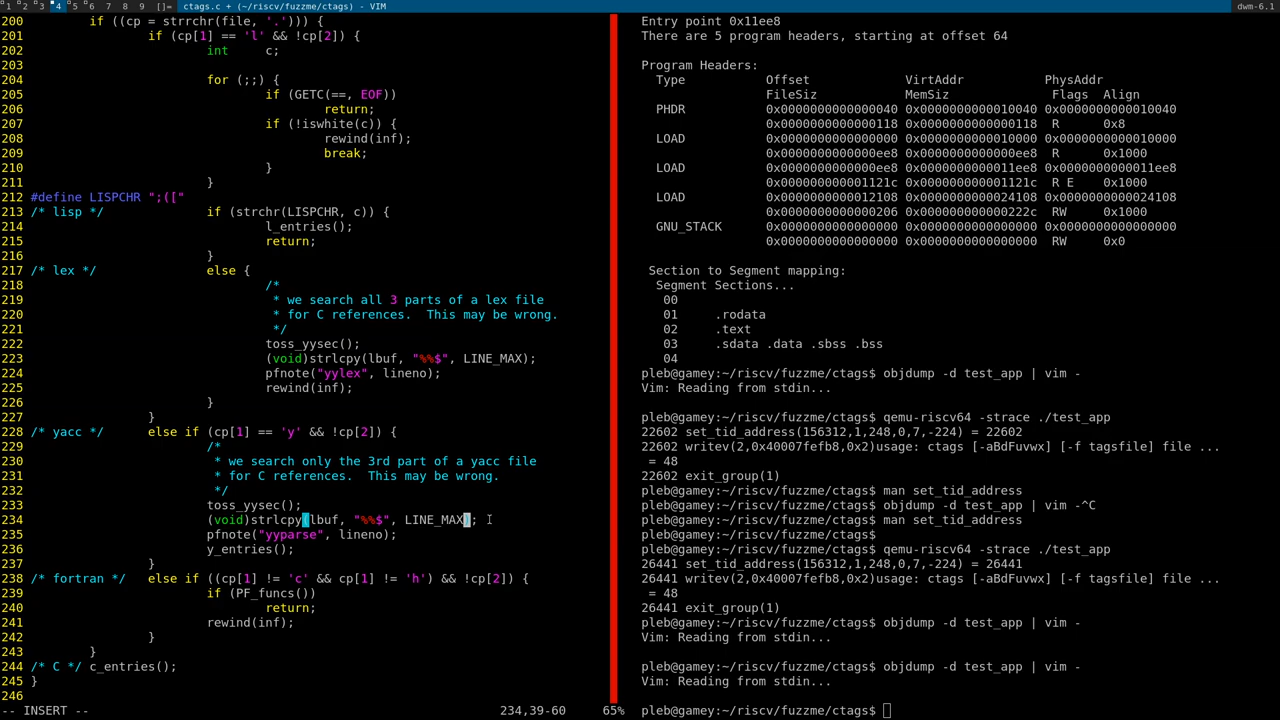 1 2 3 4 5 6 7 8 9 []= ctags.c + (~/riscv/fuzzme/ctags) - VIM dwm-6.1
200         if ((cp = strrchr(file, '.'))) {
201                 if (cp[1] == 'l' && !cp[2]) {
202                         int     c;
203
204                         for (;;) {
205                                 if (GETC(==, EOF))
206                                         return;
207                                 if (!iswhite(c)) {
208                                         rewind(inf);
209                                         break;
210                                 }
211                         }
212 #define LISPCHR ";(["
213 /* lisp */              if (strchr(LISPCHR, c)) {
214                                 l_entries();
215                                 return;
216                         }
217 /* lex */               else {
218                                 /*
219                                  * we search all 3 parts of a lex file
220                                  * for C references.  This may be wrong.
221                                  */
222                                 toss_yysec();
223                                 (void)strlcpy(lbuf, "%%$", LINE_MAX);
224                                 pfnote("yylex", lineno);
225                                 rewind(inf);
226                         }
227                 }
228 /* yacc */      else if (cp[1] == 'y' && !cp[2]) {
229                         /*
230                          * we search only the 3rd part of a yacc file
231                          * for C references.  This may be wrong.
232                          */
233                         toss_yysec();
234                         (void)strlcpy(lbuf, "%%$", LINE_MAX);
235                         pfnote("yyparse", lineno);
236                         y_entries();
237                 }
238 /* fortran */   else if ((cp[1] != 'c' && cp[1] != 'h') && !cp[2]) {
239                         if (PF_funcs())
240                                 return;
241                         rewind(inf);
242                 }
243         }
244 /* C */ c_entries();
245 }
246
-- INSERT --                                                234,39-60     65%
Entry point 0x11ee8
There are 5 program headers, starting at offset 64

Program Headers:
  Type           Offset             VirtAddr           PhysAddr
                 FileSiz            MemSiz              Flags  Align
  PHDR           0x0000000000000040 0x0000000000010040 0x0000000000010040
                 0x0000000000000118 0x0000000000000118  R      0x8
  LOAD           0x0000000000000000 0x0000000000010000 0x0000000000010000
                 0x0000000000000ee8 0x0000000000000ee8  R      0x1000
  LOAD           0x0000000000000ee8 0x0000000000011ee8 0x0000000000011ee8
                 0x000000000001121c 0x000000000001121c  R E    0x1000
  LOAD           0x0000000000012108 0x0000000000024108 0x0000000000024108
                 0x0000000000000206 0x000000000000222c  RW     0x1000
  GNU_STACK      0x0000000000000000 0x0000000000000000 0x0000000000000000
                 0x0000000000000000 0x0000000000000000  RW     0x0

 Section to Segment mapping:
  Segment Sections...
   00
   01     .rodata
   02     .text
   03     .sdata .data .sbss .bss
   04
pleb@gamey:~/riscv/fuzzme/ctags$ objdump -d test_app | vim -
Vim: Reading from stdin...

pleb@gamey:~/riscv/fuzzme/ctags$ qemu-riscv64 -strace ./test_app
22602 set_tid_address(156312,1,248,0,7,-224) = 22602
22602 writev(2,0x40007fefb8,0x2)usage: ctags [-aBdFuvwx] [-f tagsfile] file ...
 = 48
22602 exit_group(1)
pleb@gamey:~/riscv/fuzzme/ctags$ man set_tid_address
pleb@gamey:~/riscv/fuzzme/ctags$ objdump -d test_app | vim -^C
pleb@gamey:~/riscv/fuzzme/ctags$ man set_tid_address
pleb@gamey:~/riscv/fuzzme/ctags$
pleb@gamey:~/riscv/fuzzme/ctags$ qemu-riscv64 -strace ./test_app
26441 set_tid_address(156312,1,248,0,7,-224) = 26441
26441 writev(2,0x40007fefb8,0x2)usage: ctags [-aBdFuvwx] [-f tagsfile] file ...
 = 48
26441 exit_group(1)
pleb@gamey:~/riscv/fuzzme/ctags$ objdump -d test_app | vim -
Vim: Reading from stdin...

pleb@gamey:~/riscv/fuzzme/ctags$ objdump -d test_app | vim -
Vim: Reading from stdin...

pleb@gamey:~/riscv/fuzzme/ctags$